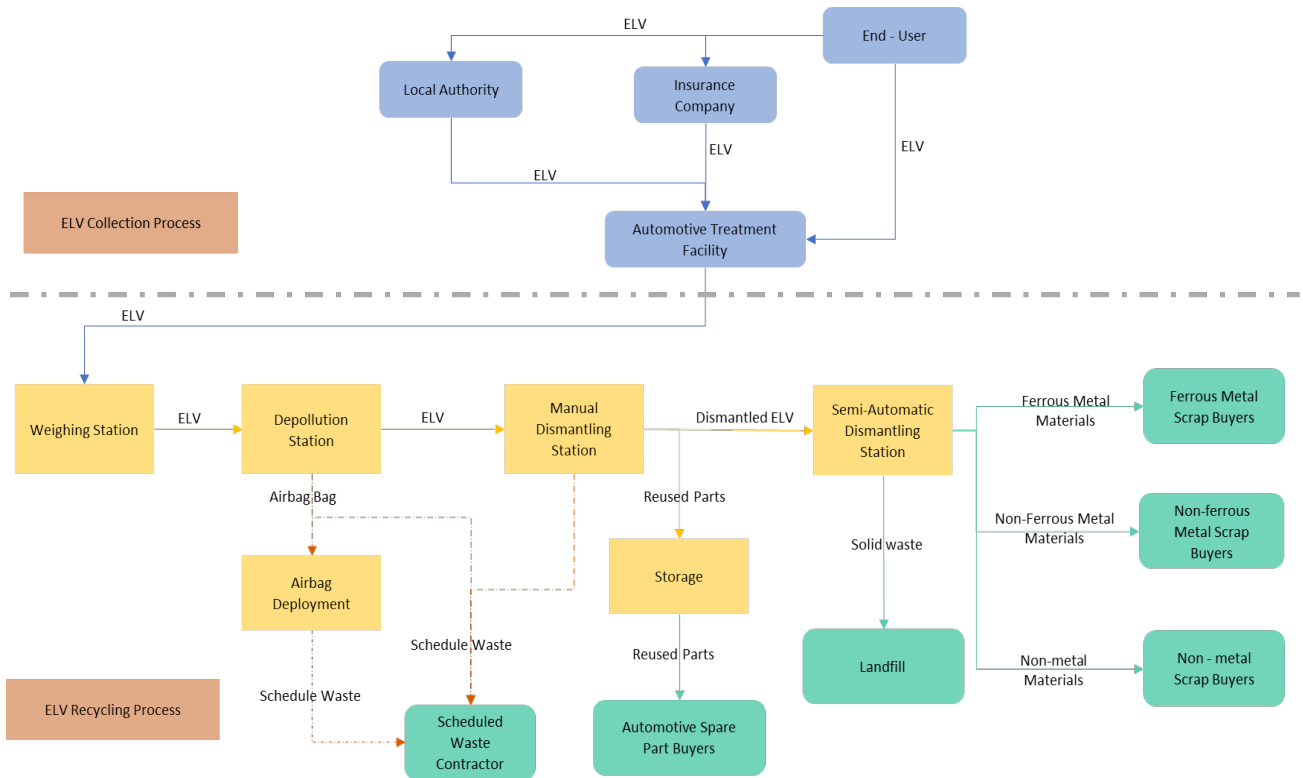 ELV
End - User
Local Authority
Insurance
Company
ELV
ELV
ELV
ELV Collection Process
Automotive Treatment
Facility
ELV
Weighing Station
ELV
Depollution
Station
ELV
Manual
Dismantling
Station
Dismantled ELV
Semi-Automatic
Dismantling
Station
Ferrous Metal
Materials
Ferrous Metal
Scrap Buyers
Airbag Bag
Reused Parts
Non-Ferrous Metal
Materials
Non-ferrous
Metal Scrap
Buyers
Solid waste
Airbag
Deployment
Storage
Schedule Waste
Reused Parts
Landfill
Non-metal
Materials
Non - metal
Scrap Buyers
Schedule Waste
ELV Recycling Process
Scheduled
Waste
Contractor
Automotive Spare
Part Buyers